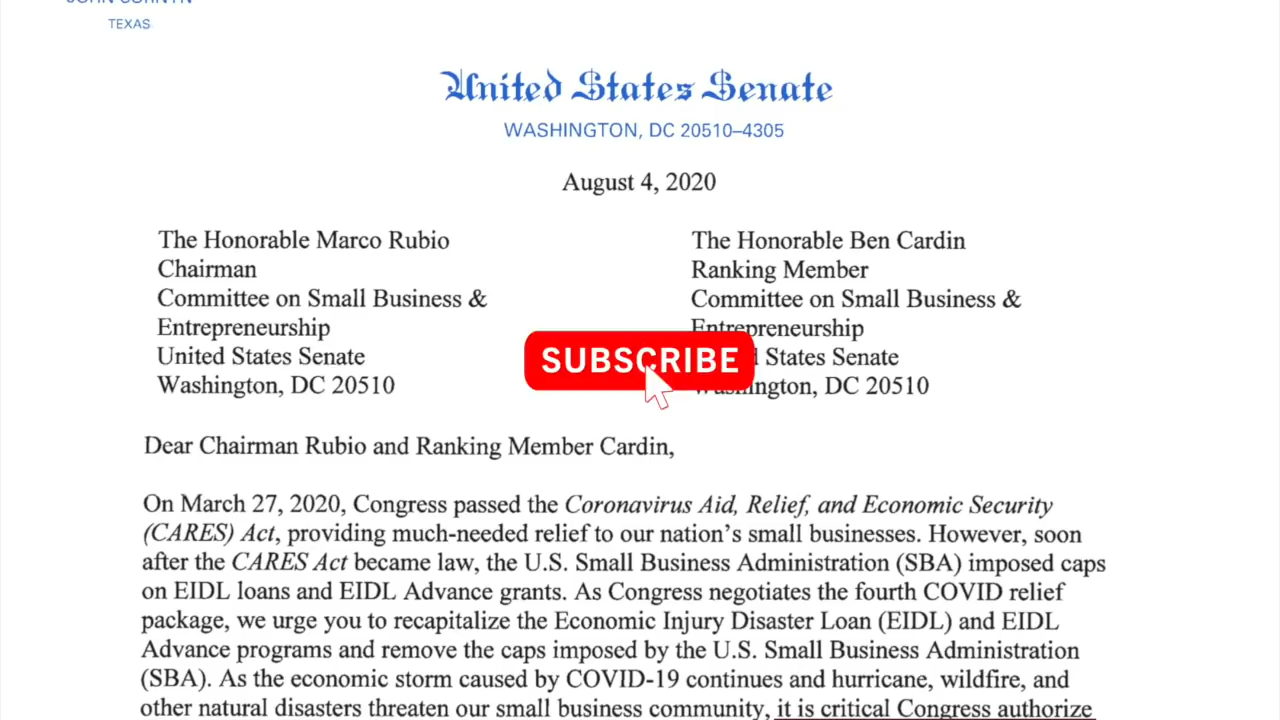 JOHN CORNYN
TEXAS
United States Senate
WASHINGTON, DC 20510–4305
August 4, 2020
The Honorable Marco Rubio
Chairman
Committee on Small Business &
Entrepreneurship
United States Senate
Washington, DC 20510
The Honorable Ben Cardin
Ranking Member
Committee on Small Business &
Entrepreneurship
States Senate
Washington, DC 20510
SUBSCRIBE
Dear Chairman Rubio and Ranking Member Cardin,
On March 27, 2020, Congress passed the Coronavirus Aid, Relief, and Economic Security
(CARES) Act, providing much-needed relief to our nation's small businesses. However, soon
after the CARES Act became law, the U.S. Small Business Administration (SBA) imposed caps
on EIDL loans and EIDL Advance grants. As Congress negotiates the fourth COVID relief
package, we urge you to recapitalize the Economic Injury Disaster Loan (EIDL) and EIDL
Advance programs and remove the caps imposed by the U.S. Small Business Administration
(SBA). As the economic storm caused by COVID-19 continues and hurricane, wildfire, and
other natural disasters threaten our small business community, it is critical Congress authorize